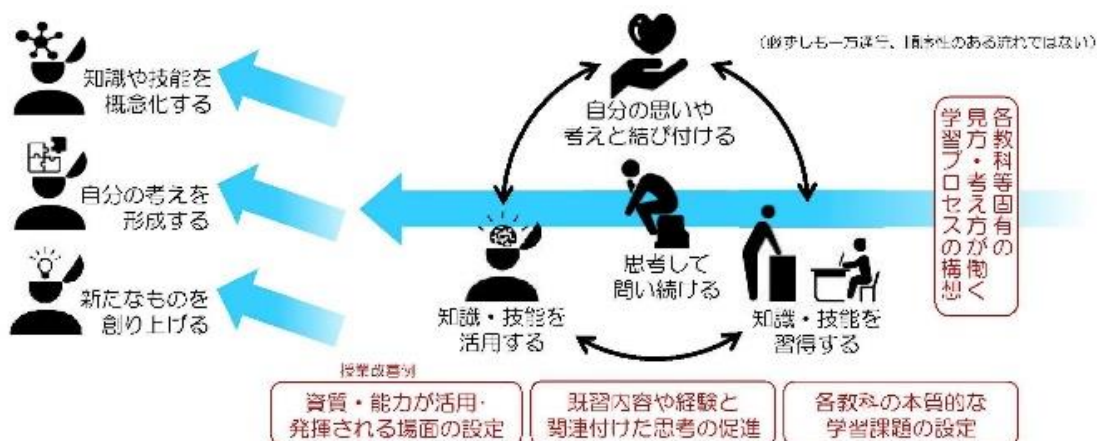 (必ずしも一方通行、順序性のある流れではない)
知識や技能を
概念化する
自分の思いや
考えと結び付ける
自分の考えを
形成する
思考して
問い続ける
新たなものを
創り上げる
知識・技能を
活用する
知識・技能を
習得する
各教科等固有の
見方・考え方が働く
学習プロセスの構想
授業改善例
資質・能力が活用・
発揮される場面の設定
既習内容や経験と
関連付けた思考の促進
各教科の本質的な
学習課題の設定